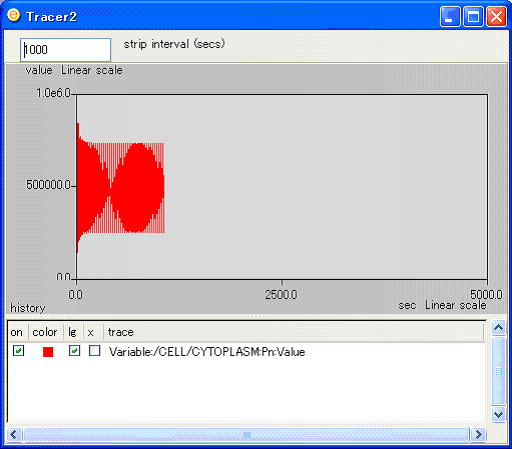 Tracer2
1000 strip interval (secs)
value Linear scale
1.0e6.0
500000.0
0.0
0.0 2500.0 5000.0
history sec Linear scale
on color lg x trace
Variable:/CELL/CYTOPLASM:Pn:Value